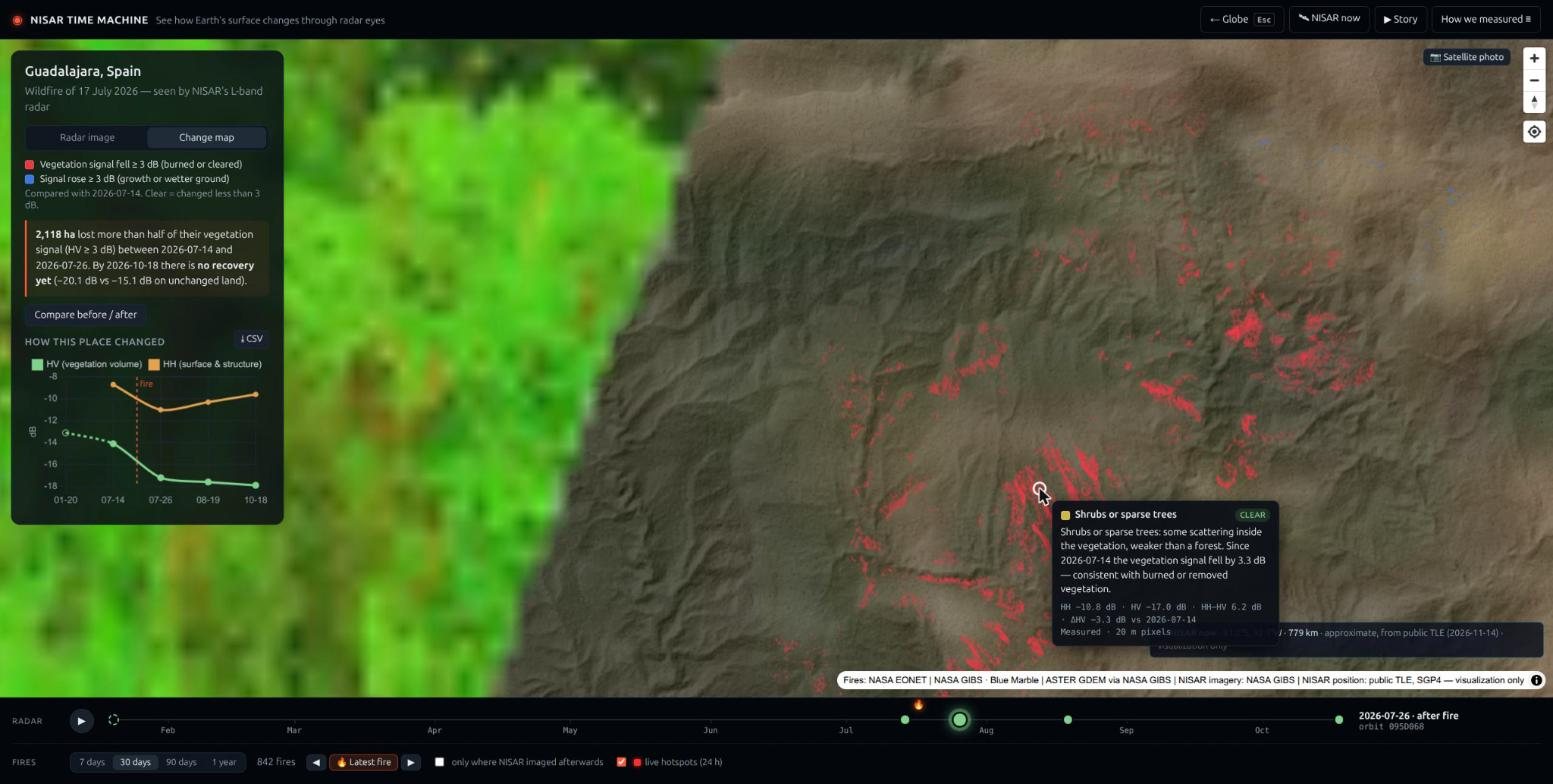 NISAR TIME MACHINE See how Earth's surface changes through radar eyes
← Globe Esc
NISAR now
▶ Story
How we measured ≡
Satellite photo
Guadalajara, Spain
Wildfire of 17 July 2026 — seen by NISAR's L-band
radar
Radar image Change map
Vegetation signal fell ≥ 3 dB (burned or cleared)
Signal rose ≥ 3 dB (growth or wetter ground)
Compared with 2026-07-14. Clear = changed less than 3
dB.
2,118 ha lost more than half of their vegetation
signal (HV ≥ 3 dB) between 2026-07-14 and
2026-07-26. By 2026-10-18 there is no recovery
yet (−20.1 dB vs −15.1 dB on unchanged land).
Compare before / after
HOW THIS PLACE CHANGED
↓ CSV
HV (vegetation volume) HH (surface & structure)
fire
-8
-10
-12
-14
-16
-18
dB
01-20 07-14 07-26 08-19 10-18
Shrubs or sparse trees CLEAR
Shrubs or sparse trees: some scattering inside
the vegetation, weaker than a forest. Since
2026-07-14 the vegetation signal fell by 3.3 dB
— consistent with burned or removed
vegetation.
HH −10.8 dB · HV −17.0 dB · HH−HV 6.2 dB
· ΔHV −3.3 dB vs 2026-07-14
Measured · 20 m pixels
779 km · approximate, from public TLE (2026-11-14) ·
visualization only
Fires: NASA EONET | NASA GIBS · Blue Marble | ASTER GDEM via NASA GIBS | NISAR imagery: NASA GIBS | NISAR position: public TLE, SGP4 — visualization only
RADAR
Feb Mar Apr May Jun Jul Aug Sep Oct
2026-07-26 · after fire
orbit 095D068
FIRES
7 days 30 days 90 days 1 year
842 fires
◀ Latest fire ▶
only where NISAR imaged afterwards
live hotspots (24 h)